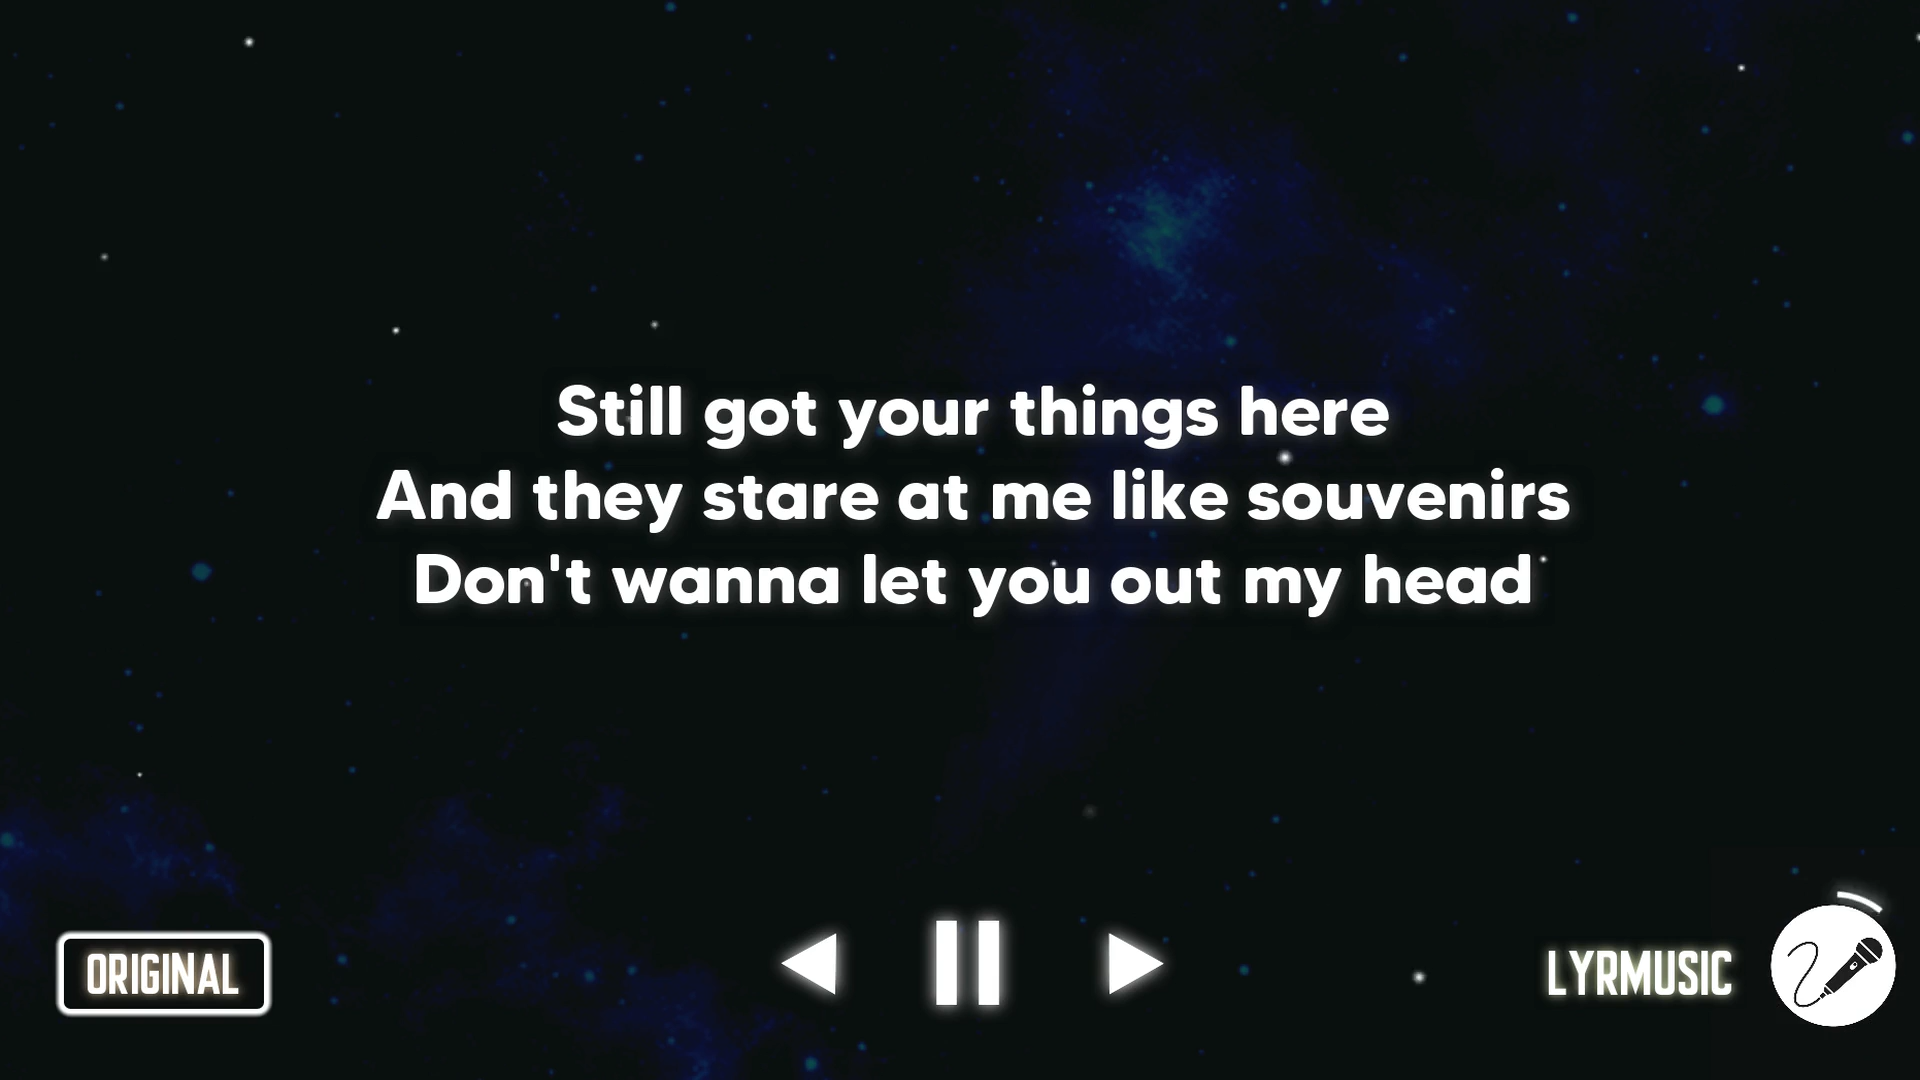 Still got your things here
And they stare at me like souvenirs
Don't wanna let you out my head
ORIGINAL
LYRMUSIC